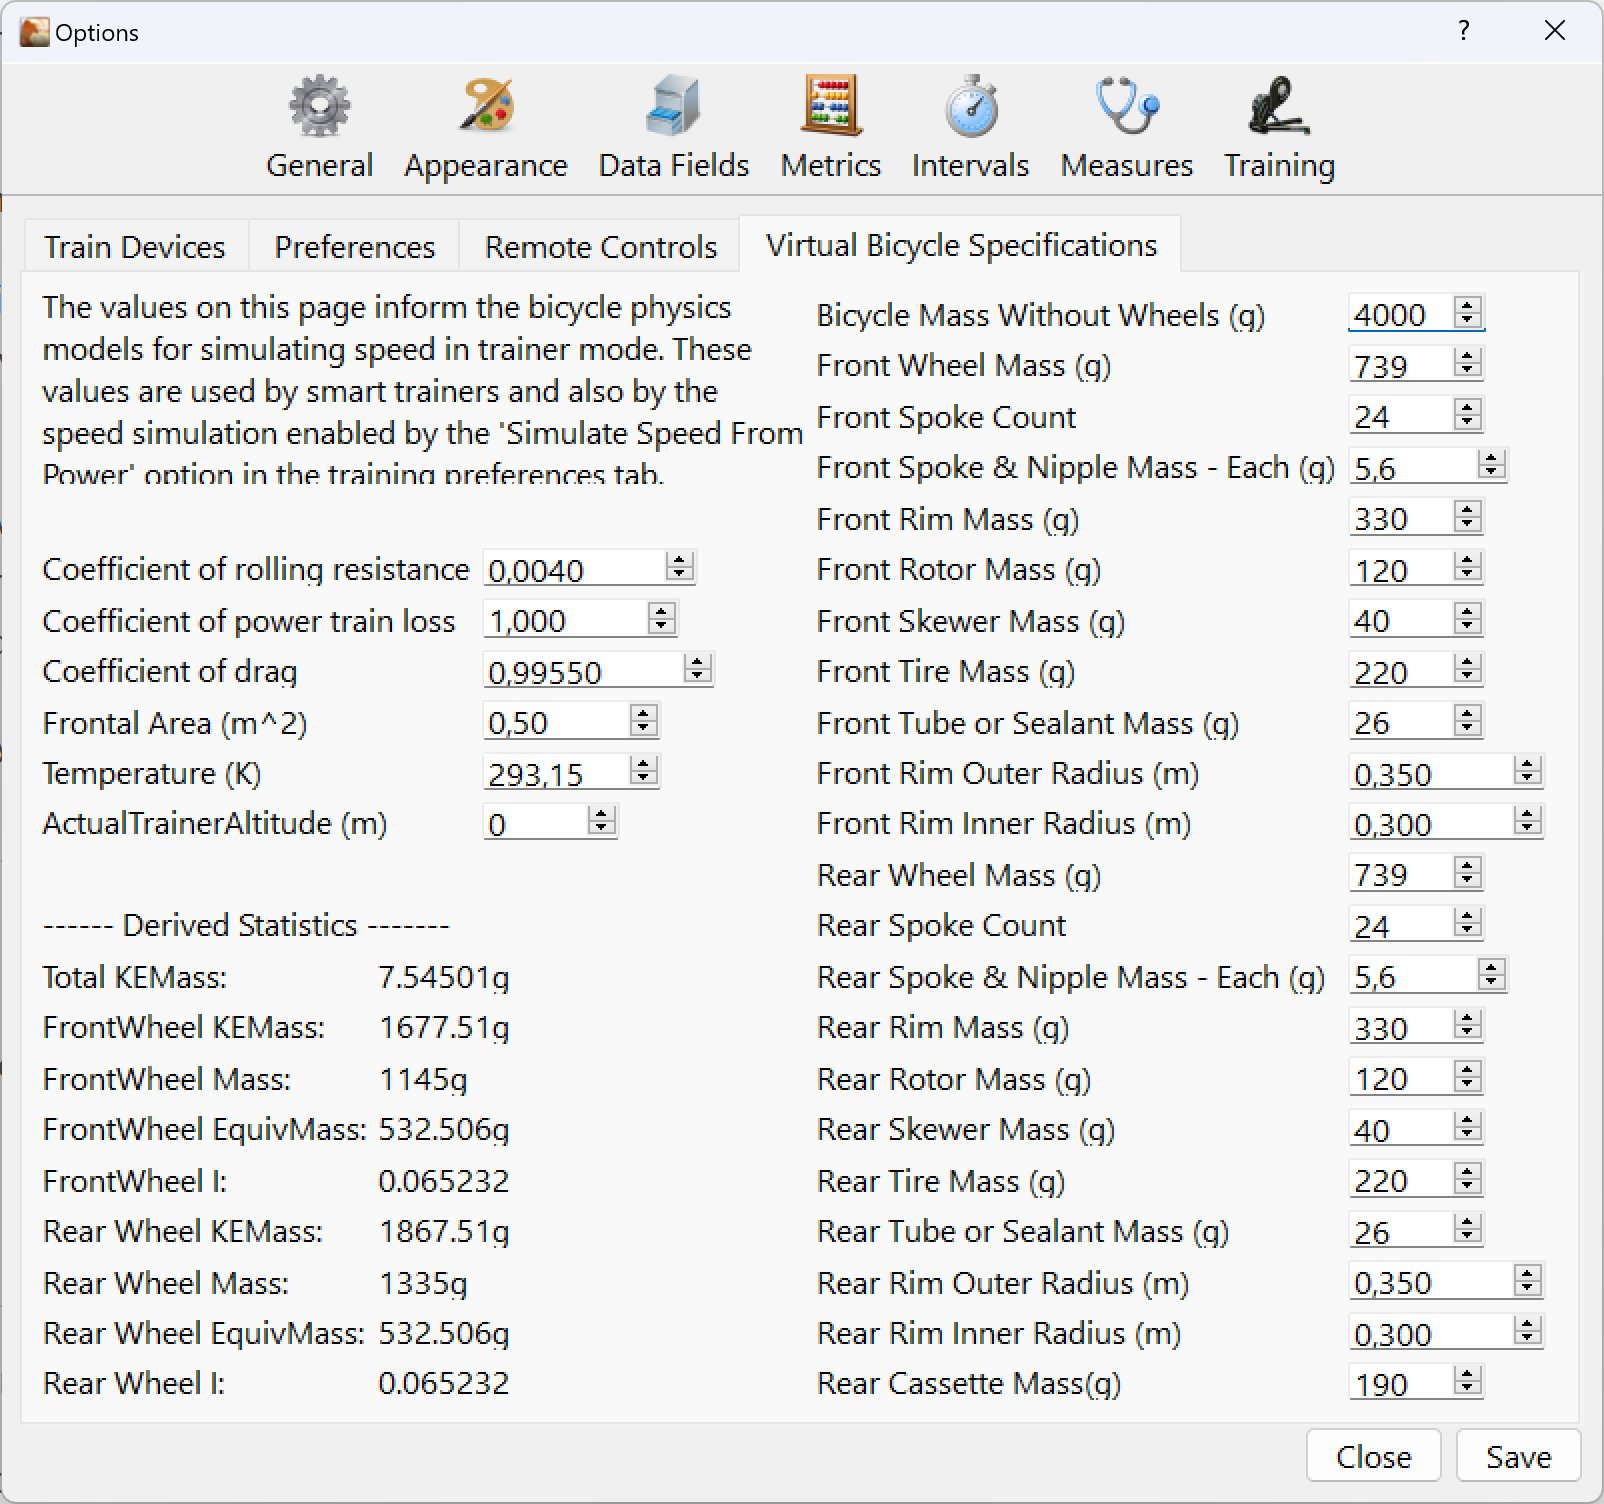 Options
?
General
Appearance
Data Fields
Metrics
Intervals
Measures
Training
Train Devices
Preferences
Remote Controls
Virtual Bicycle Specifications
The values on this page inform the bicycle physics
models for simulating speed in trainer mode. These
values are used by smart trainers and also by the
speed simulation enabled by the 'Simulate Speed From
Power' option in the training preferences tab.
Coefficient of rolling resistance 0,0040
Coefficient of power train loss 1,000
Coefficient of drag 0,99550
Frontal Area (m^2) 0,50
Temperature (K) 293,15
ActualTrainerAltitude (m) 0
------ Derived Statistics -------
Total KEMass: 7.54501g
FrontWheel KEMass: 1677.51g
FrontWheel Mass: 1145g
FrontWheel EquivMass: 532.506g
FrontWheel I: 0.065232
Rear Wheel KEMass: 1867.51g
Rear Wheel Mass: 1335g
Rear Wheel EquivMass: 532.506g
Rear Wheel I: 0.065232
Bicycle Mass Without Wheels (g) 4000
Front Wheel Mass (g) 739
Front Spoke Count 24
Front Spoke & Nipple Mass - Each (g) 5,6
Front Rim Mass (g) 330
Front Rotor Mass (g) 120
Front Skewer Mass (g) 40
Front Tire Mass (g) 220
Front Tube or Sealant Mass (g) 26
Front Rim Outer Radius (m) 0,350
Front Rim Inner Radius (m) 0,300
Rear Wheel Mass (g) 739
Rear Spoke Count 24
Rear Spoke & Nipple Mass - Each (g) 5,6
Rear Rim Mass (g) 330
Rear Rotor Mass (g) 120
Rear Skewer Mass (g) 40
Rear Tire Mass (g) 220
Rear Tube or Sealant Mass (g) 26
Rear Rim Outer Radius (m) 0,350
Rear Rim Inner Radius (m) 0,300
Rear Cassette Mass(g) 190
Close
Save